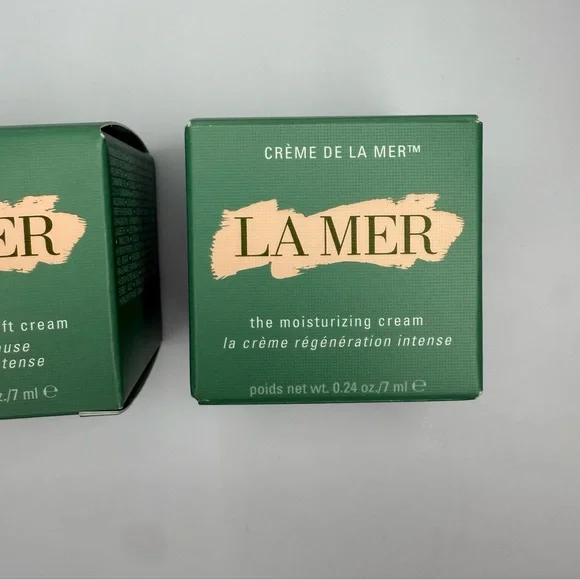 ER
ft cream
use
tense
z./7 ml ℮
CRÈME DE LA MER™
LA MER
the moisturizing cream
la crème régénération intense
poids net wt. 0.24 oz./7 ml ℮